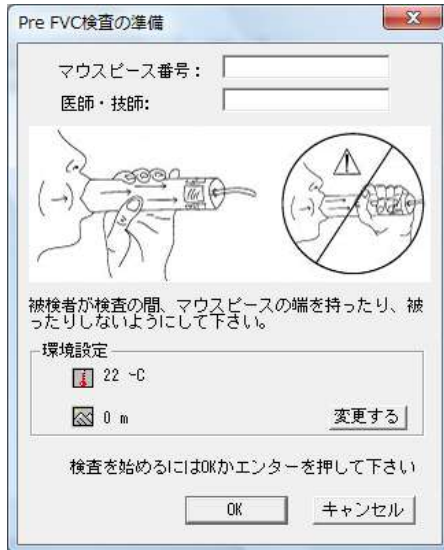 Pre FVC検査の準備
マウスピース番号：
医師・技師:
被検者が検査の間、マウスピースの端を持ったり、被
ったりしないようにして下さい。
環境設定
22 ~C
0 m
変更する
検査を始めるにはOKかエンターを押して下さい
OK
キャンセル